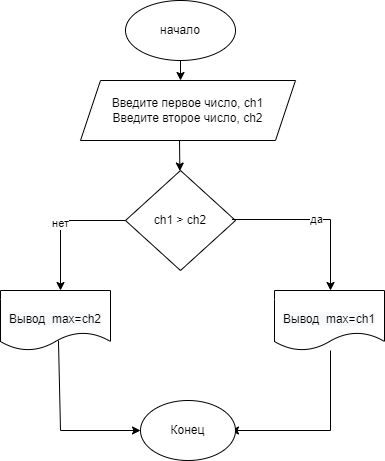 начало
Введите первое число, ch1
Введите второе число, ch2
ch1 > ch2
нет
да
Вывод max=ch2
Вывод max=ch1
Конец